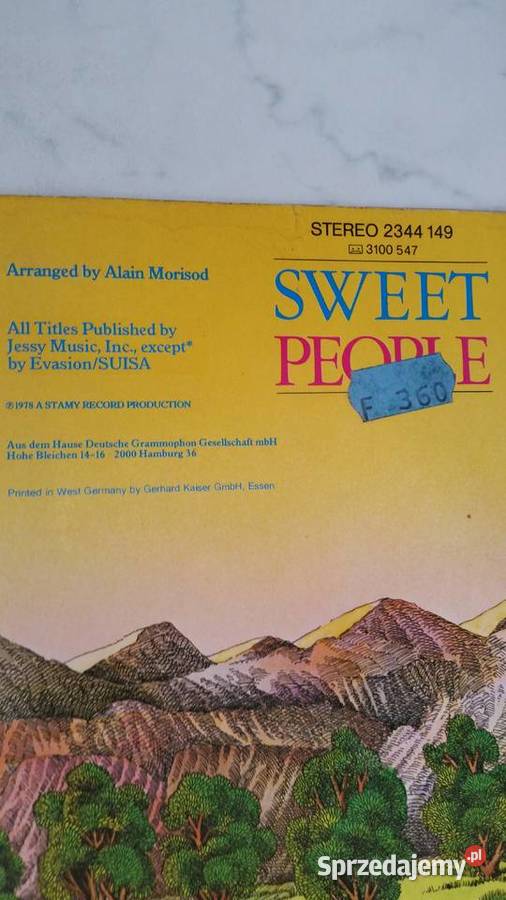 STEREO 2344 149
3100 547
Arranged by Alain Morisod
SWEET
All Titles Published by
Jessy Music, Inc., except*
by Evasion/SUISA
PEOPLE
F 360
℗ 1978 A STAMY RECORD PRODUCTION
Aus dem Hause Deutsche Grammophon Gesellschaft mbH
Hohe Bleichen 14-16 2000 Hamburg 36
Printed in West Germany by Gerhard Kaiser GmbH, Essen
Sprzedajemy.pl